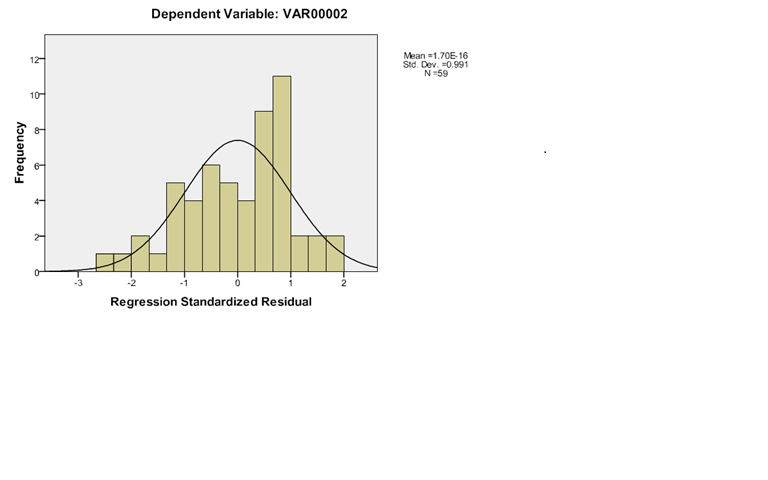 Dependent Variable: VAR00002
Mean =1.70E-16
Std. Dev. =0.991
N =59
Frequency
12
10
8
6
4
2
0
-3 -2 -1 0 1 2
Regression Standardized Residual